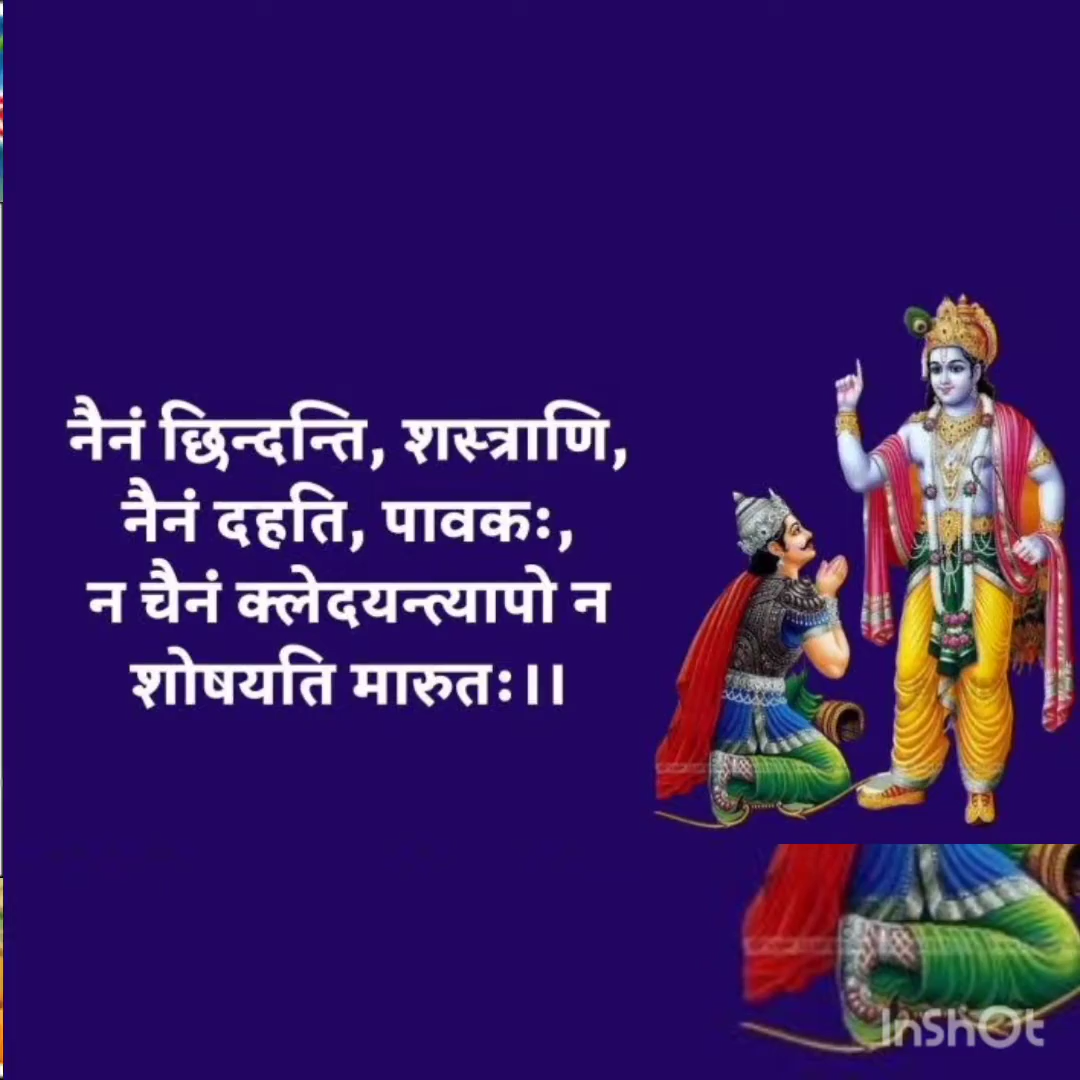 नैनं छिन्दन्ति, शस्त्राणि,
नैनं दहति, पावकः,
न चैनं क्लेदयन्त्यापो न
शोषयति मारुतः।।
InShOt